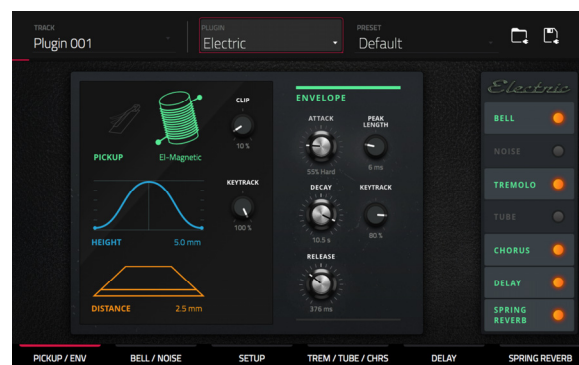 TRACK
Plugin 001
PLUGIN
Electric
PRESET
Default
CLIP
10 %
PICKUP
El-Magnetic
KEYTRACK
100 %
HEIGHT
5.0 mm
DISTANCE
2.5 mm
ENVELOPE
ATTACK
55% Hard
PEAK
LENGTH
6 ms
DECAY
10.5 s
KEYTRACK
80 %
RELEASE
376 ms
Electric
BELL
NOISE
TREMOLO
TUBE
CHORUS
DELAY
SPRING
REVERB
PICKUP / ENV
BELL / NOISE
SETUP
TREM / TUBE / CHRS
DELAY
SPRING REVERB